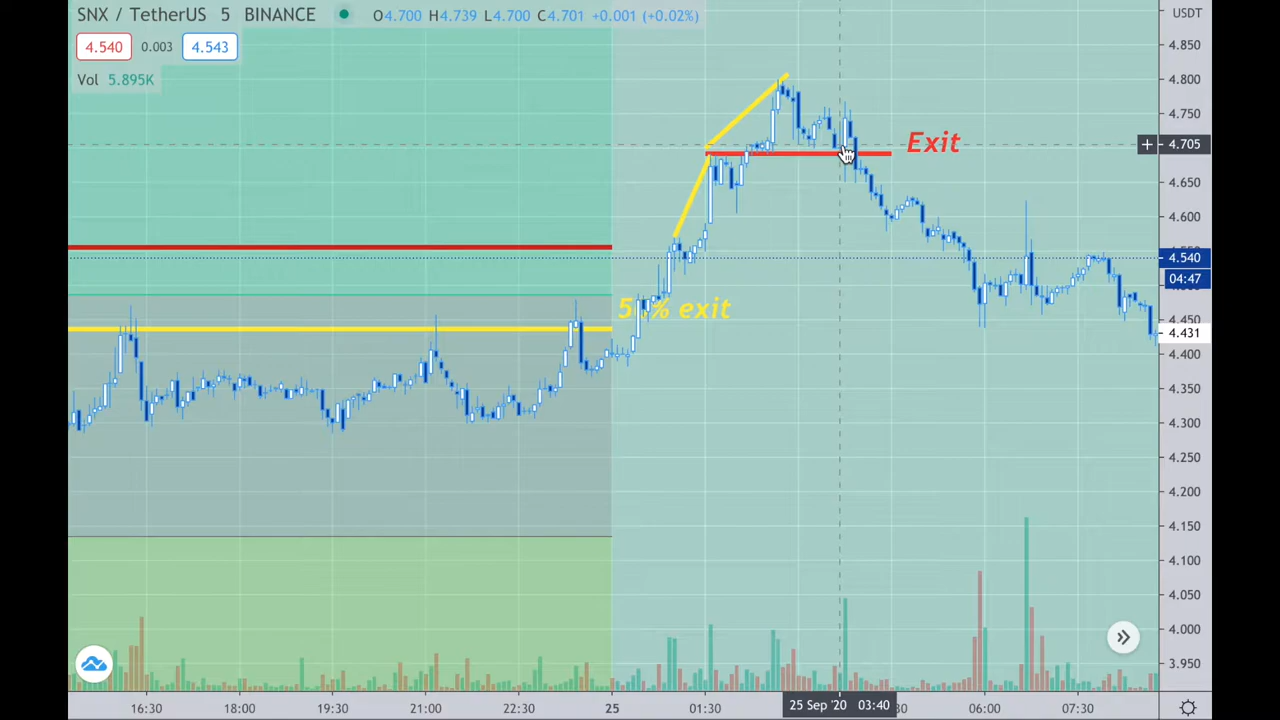 SNX / TetherUS 5 BINANCE O4.700 H4.739 L4.700 C4.701 +0.001 (+0.02%)
USDT
4.540 0.003 4.543
Vol 5.895K
4.850
4.800
4.750
4.705
Exit
4.650
4.600
4.540
04:47
50% exit
4.450
4.431
4.400
4.350
4.300
4.250
4.200
4.150
4.100
4.050
4.000
3.950
16:30 18:00 19:30 21:00 22:30 25 01:30 25 Sep '20 03:40 06:00 07:30